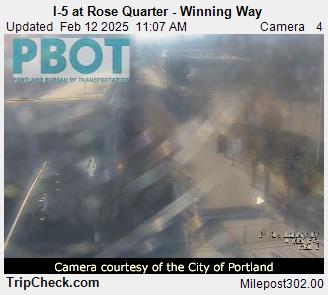 I-5 at Rose Quarter - Winning Way
Updated Feb 12 2025 11:07 AM Camera 4
PBOT
PORTLAND BUREAU OF TRANSPORTATION
Camera courtesy of the City of Portland
TripCheck.com Milepost302.00